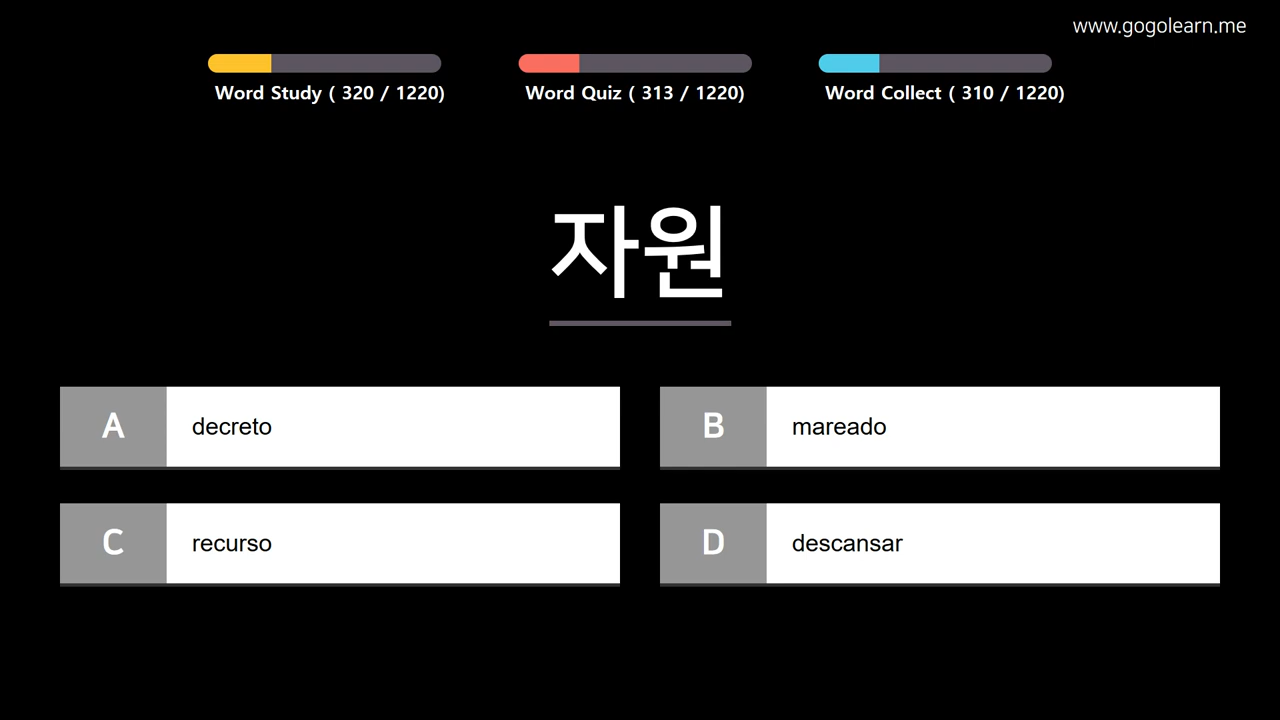 www.gogolearn.me
Word Study ( 320 / 1220)
Word Quiz ( 313 / 1220)
Word Collect ( 310 / 1220)
자원
A decreto
B mareado
C recurso
D descansar